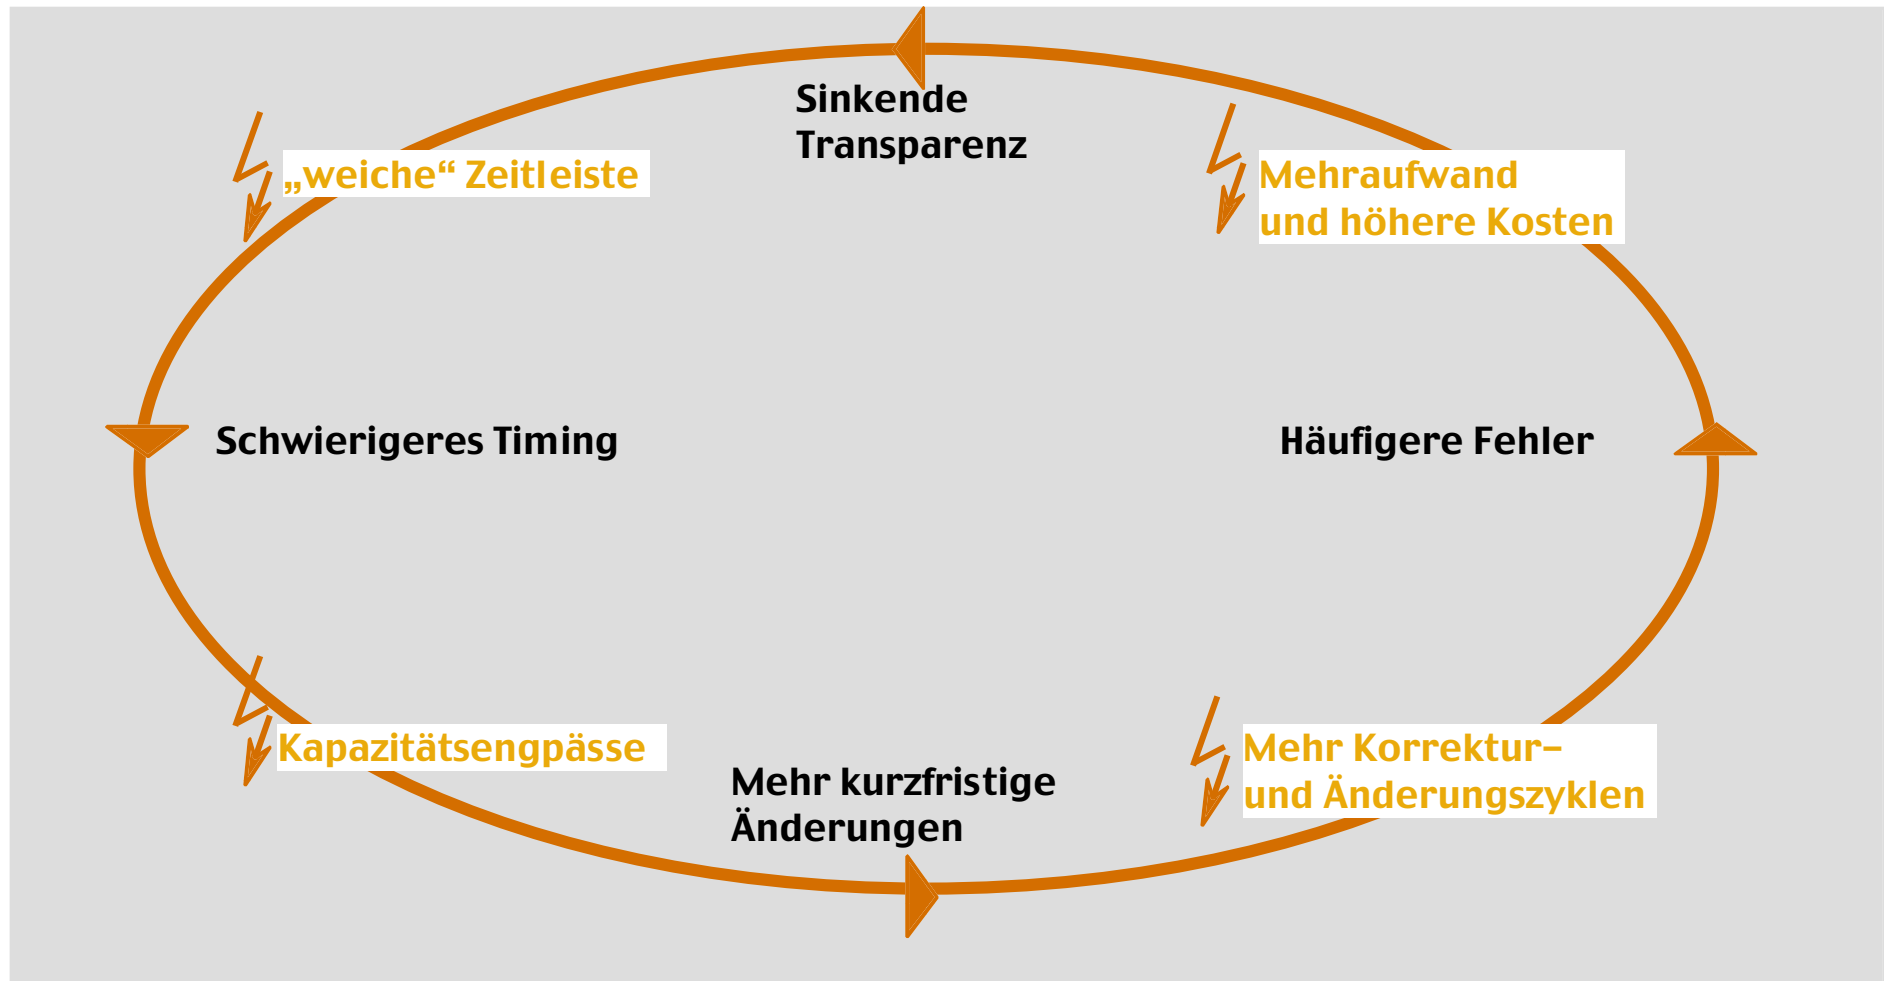 Sinkende
Transparenz
„weiche“ Zeitleiste
Mehraufwand
und höhere Kosten
Schwierigeres Timing
Häufigere Fehler
Kapazitätsengpässe
Mehr kurzfristige
Änderungen
Mehr Korrektur–
und Änderungszyklen